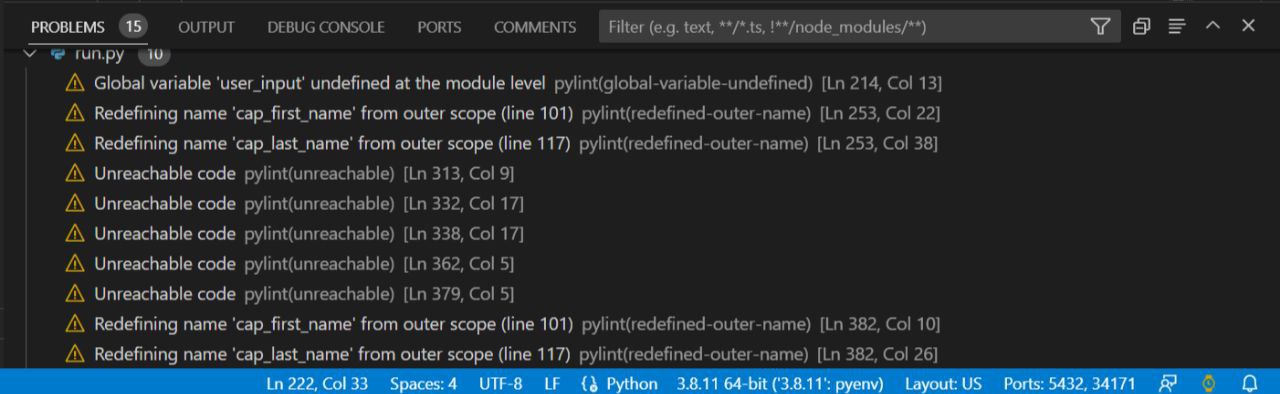 PROBLEMS 15 OUTPUT DEBUG CONSOLE PORTS COMMENTS Filter (e.g. text, **/*.ts, !**/node_modules/**)
run.py 10
Global variable 'user_input' undefined at the module level pylint(global-variable-undefined) [Ln 214, Col 13]
Redefining name 'cap_first_name' from outer scope (line 101) pylint(redefined-outer-name) [Ln 253, Col 22]
Redefining name 'cap_last_name' from outer scope (line 117) pylint(redefined-outer-name) [Ln 253, Col 38]
Unreachable code pylint(unreachable) [Ln 313, Col 9]
Unreachable code pylint(unreachable) [Ln 332, Col 17]
Unreachable code pylint(unreachable) [Ln 338, Col 17]
Unreachable code pylint(unreachable) [Ln 362, Col 5]
Unreachable code pylint(unreachable) [Ln 379, Col 5]
Redefining name 'cap_first_name' from outer scope (line 101) pylint(redefined-outer-name) [Ln 382, Col 10]
Redefining name 'cap_last_name' from outer scope (line 117) pylint(redefined-outer-name) [Ln 382, Col 26]
Ln 222, Col 33 Spaces: 4 UTF-8 LF Python 3.8.11 64-bit ('3.8.11': pyenv) Layout: US Ports: 5432, 34171